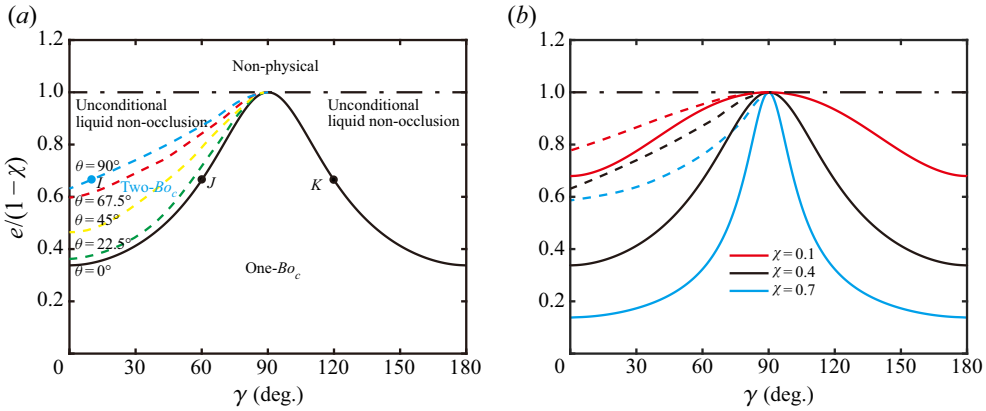 (a)
1.2
1.0
0.8
0.6
0.4
0.2
0
30
60
90
120
150
180
e/(1 − χ)
γ (deg.)
Non-physical
Unconditional
liquid non-occlusion
Unconditional
liquid non-occlusion
θ = 90°
I
Two-Bo_c
J
K
θ = 67.5°
θ = 45°
θ = 22.5°
θ = 0°
One-Bo_c
(b)
1.2
1.0
0.8
0.6
0.4
0.2
0
30
60
90
120
150
180
γ (deg.)
χ = 0.1
χ = 0.4
χ = 0.7